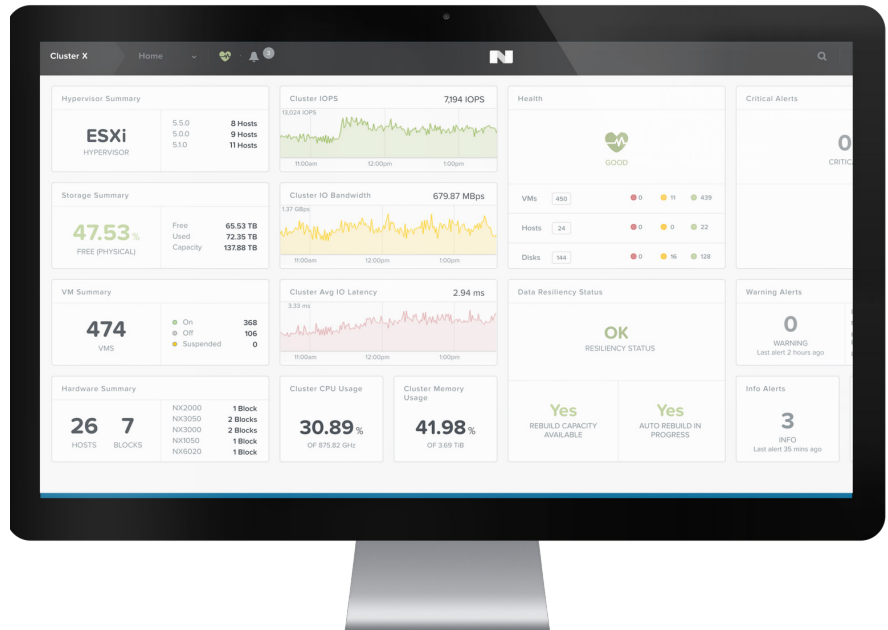 Cluster X
Home
3
Hypervisor Summary
ESXi
HYPERVISOR
5.5.0 8 Hosts
5.0.0 9 Hosts
5.1.0 11 Hosts
Cluster IOPS 7,194 IOPS
13,024 IOPS
11:00am 12:00pm 1:00pm
Health
GOOD
VMs 450 0 11 439
Hosts 24 0 0 22
Disks 144 0 16 128
Critical Alerts
0
Storage Summary
47.53%
FREE (PHYSICAL)
Free 65.53 TB
Used 72.35 TB
Capacity 137.88 TB
Cluster IO Bandwidth 679.87 MBps
1.37 GBps
11:00am 12:00pm 1:00pm
VM Summary
474
VMS
On 368
Off 106
Suspended 0
Cluster Avg IO Latency 2.94 ms
3.33 ms
11:00am 12:00pm 1:00pm
Data Resiliency Status
OK
RESILIENCY STATUS
Yes
REBUILD CAPACITY
AVAILABLE
Yes
AUTO REBUILD IN
PROGRESS
Warning Alerts
0
WARNING
Last alert 2 hours ago
Hardware Summary
26
HOSTS
7
BLOCKS
NX2000 1 Block
NX3050 2 Blocks
NX3000 2 Blocks
NX1050 1 Block
NX6020 1 Block
Cluster CPU Usage
30.89%
OF 875.82 GHz
Cluster Memory
Usage
41.98%
OF 3.69 TiB
Info Alerts
3
INFO
Last alert 35 mins ago